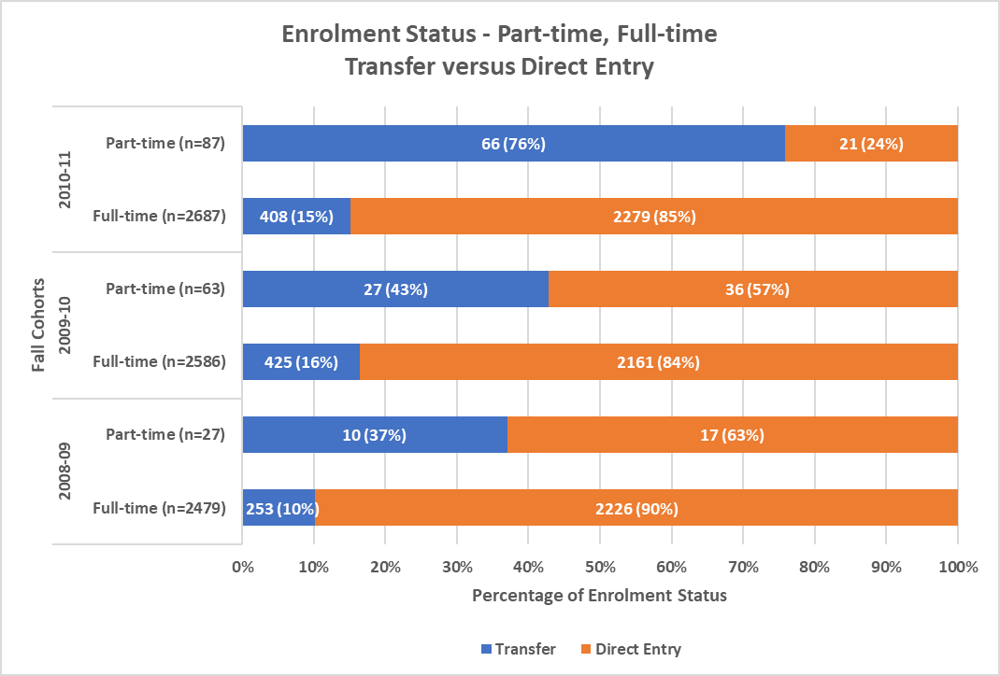 Enrolment Status - Part-time, Full-time
Transfer versus Direct Entry
Fall Cohorts
2010-11
Part-time (n=87)
66 (76%)
21 (24%)
Full-time (n=2687)
408 (15%)
2279 (85%)
2009-10
Part-time (n=63)
27 (43%)
36 (57%)
Full-time (n=2586)
425 (16%)
2161 (84%)
2008-09
Part-time (n=27)
10 (37%)
17 (63%)
Full-time (n=2479)
253 (10%)
2226 (90%)
0% 10% 20% 30% 40% 50% 60% 70% 80% 90% 100%
Percentage of Enrolment Status
Transfer Direct Entry